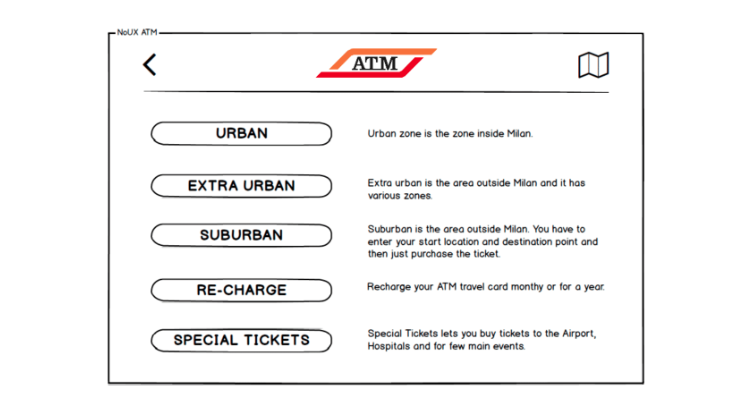 NoUX ATM
ATM
URBAN
Urban zone is the zone inside Milan.
EXTRA URBAN
Extra urban is the area outside Milan and it has
various zones.
SUBURBAN
Suburban is the area outside Milan. You have to
enter your start location and destination point and
then just purchase the ticket.
RE-CHARGE
Recharge your ATM travel card monthy or for a year.
SPECIAL TICKETS
Special Tickets lets you buy tickets to the Airport,
Hospitals and for few main events.